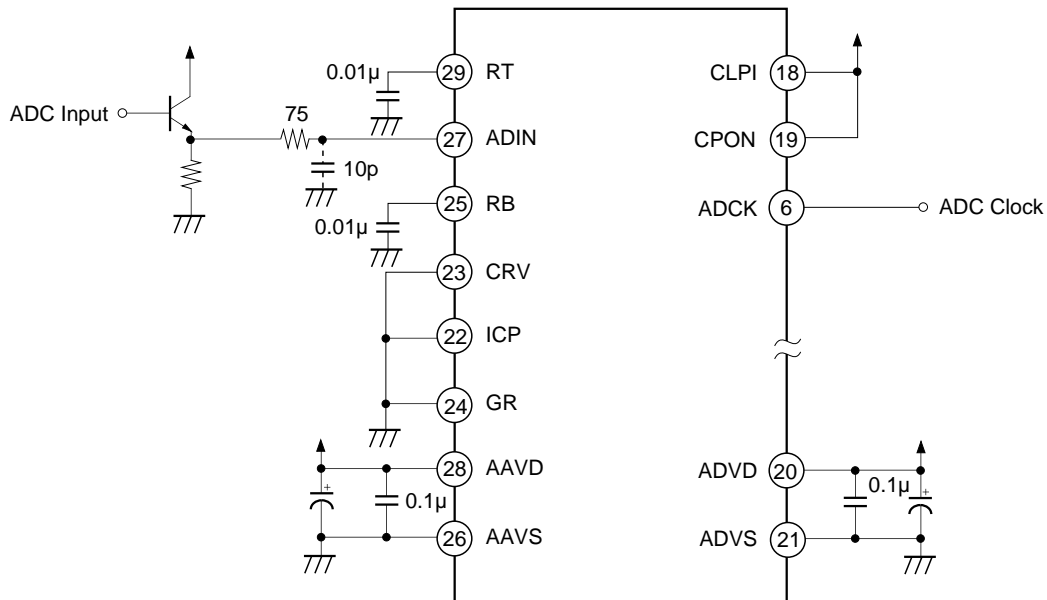 0.01µ
29 RT
CLPI 18
ADC Input
75
27 ADIN
CPON 19
10p
25 RB
ADCK 6
ADC Clock
0.01µ
23 CRV
22 ICP
24 GR
28 AAVD
ADVD 20
+
0.1µ
0.1µ
+
26 AAVS
ADVS 21